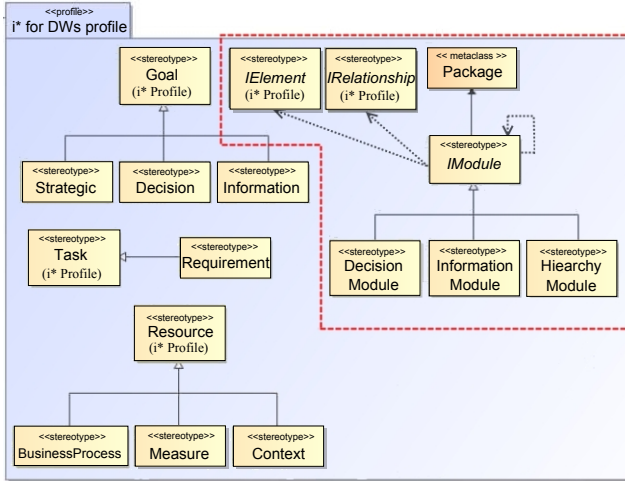 <<profile>>
i* for DWs profile
<<stereotype>>
Goal
(i* Profile)
<<stereotype>>
IElement
(i* Profile)
<<stereotype>>
IRelationship
(i* Profile)
<< metaclass >>
Package
<<stereotype>>
IModule
<<stereotype>>
Strategic
<<stereotype>>
Decision
<<stereotype>>
Information
<<stereotype>>
Task
(i* Profile)
<<stereotype>>
Requirement
<<stereotype>>
Decision
Module
<<stereotype>>
Information
Module
<<stereotype>>
Hiearchy
Module
<<stereotype>>
Resource
(i* Profile)
<<stereotype>>
BusinessProcess
<<stereotype>>
Measure
<<stereotype>>
Context